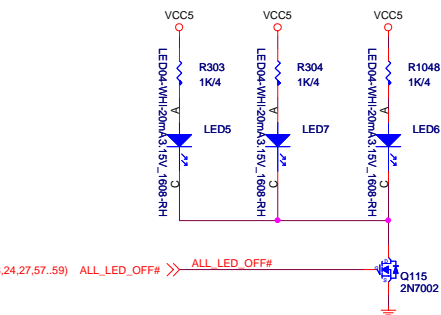 VCC5 VCC5 VCC5
R303 R304 R1048
1K/4 1K/4 1K/4
LED04-WHI-20mA3.15V_1608-RH LED04-WHI-20mA3.15V_1608-RH LED04-WHI-20mA3.15V_1608-RH
A A A
LED5 LED7 LED6
C C C
,24,27,57..59) ALL_LED_OFF# ALL_LED_OFF#
Q115
2N7002